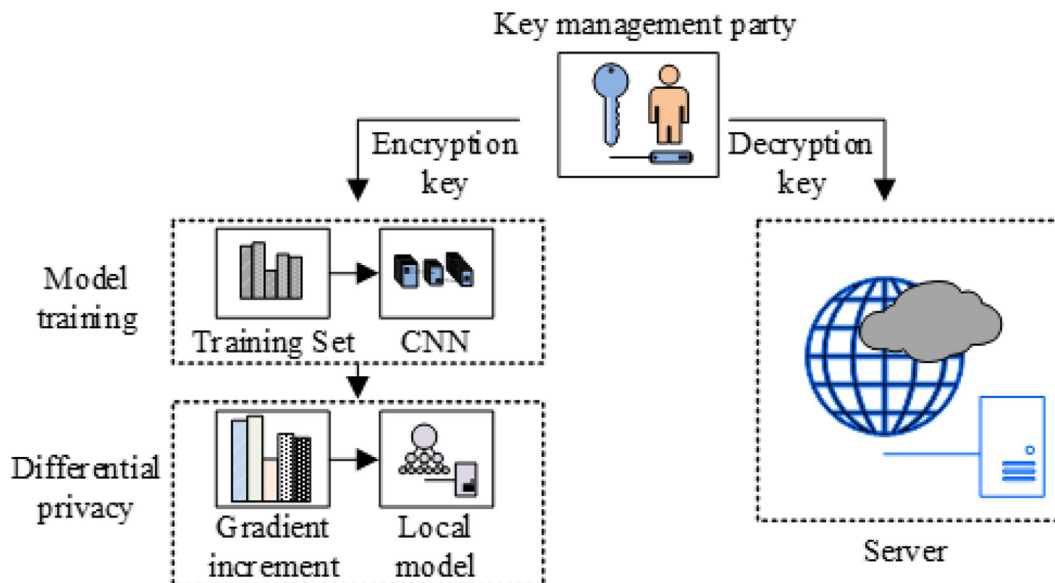 Key management party
Encryption
key
Decryption
key
Model
training
Training Set
CNN
Differential
privacy
Gradient
increment
Local
model
Server